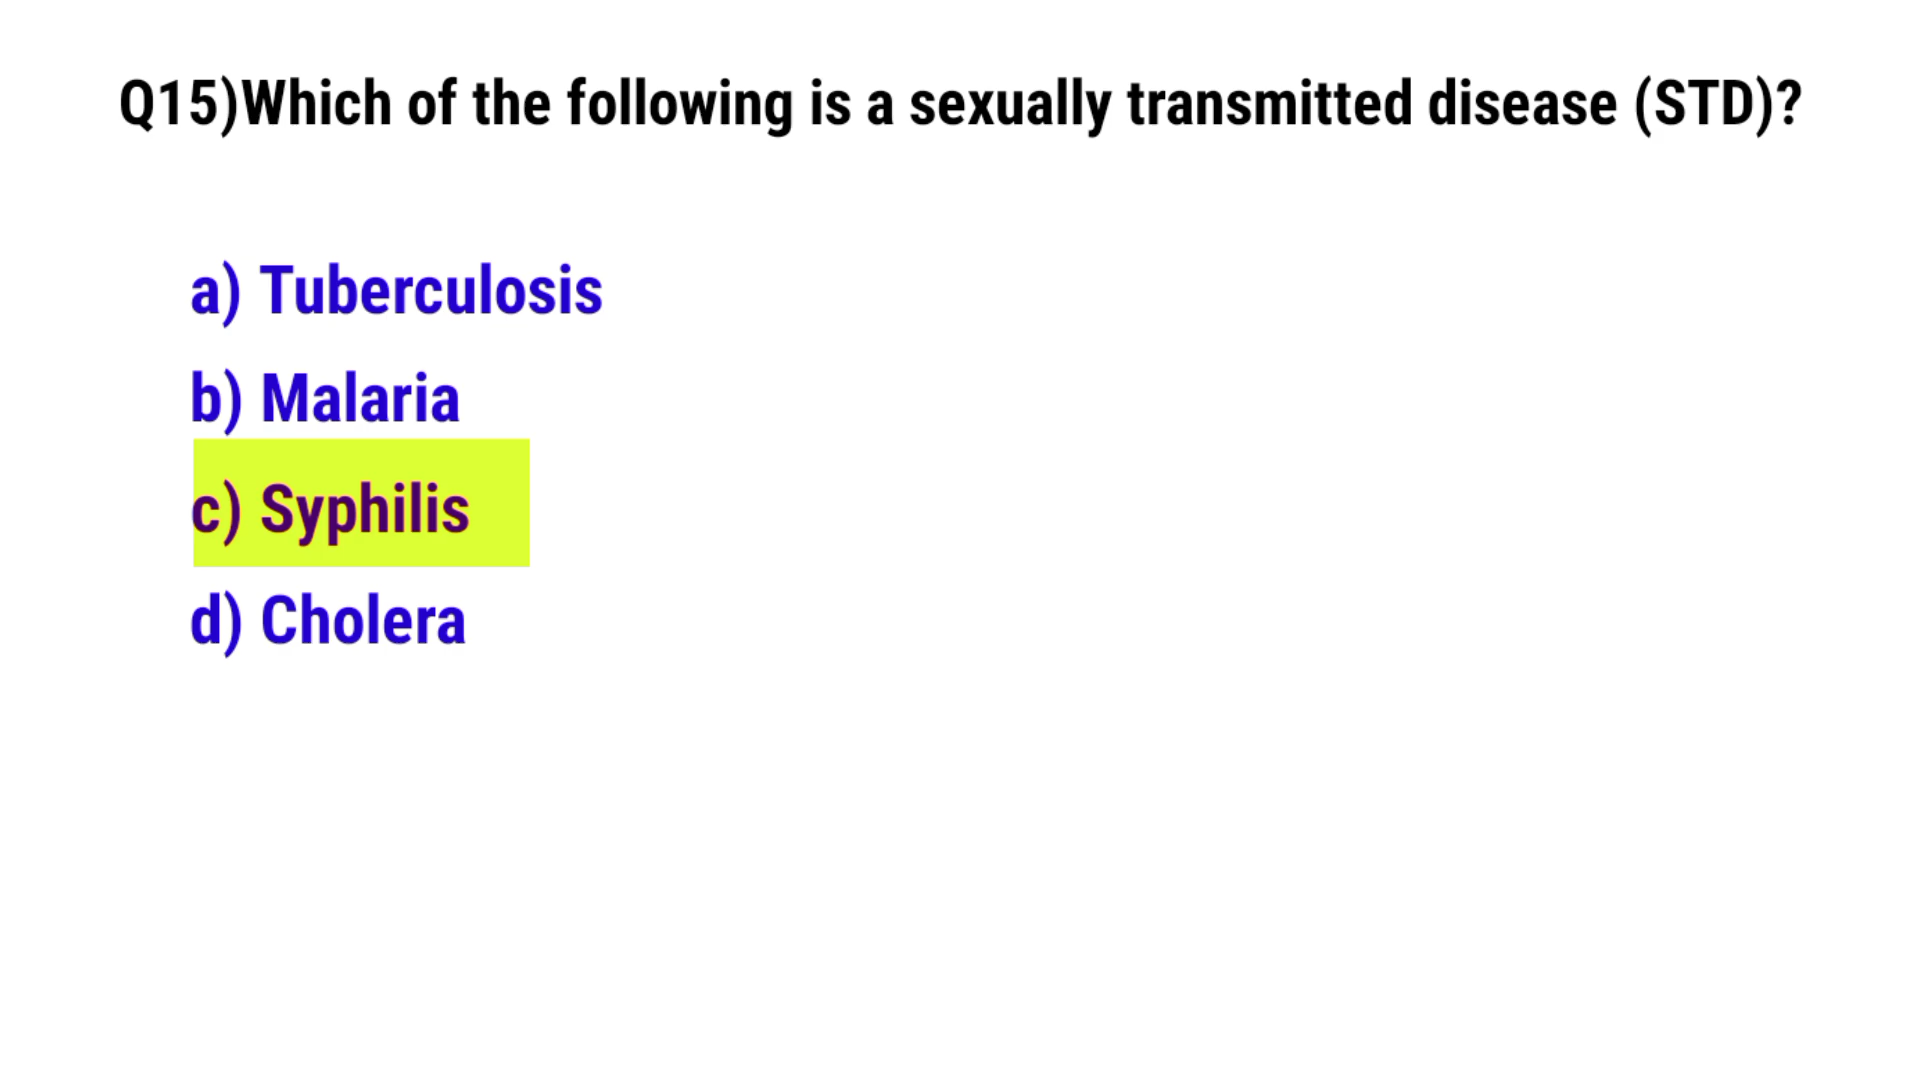 Q15)Which of the following is a sexually transmitted disease (STD)?
a) Tuberculosis
b) Malaria
c) Syphilis
d) Cholera